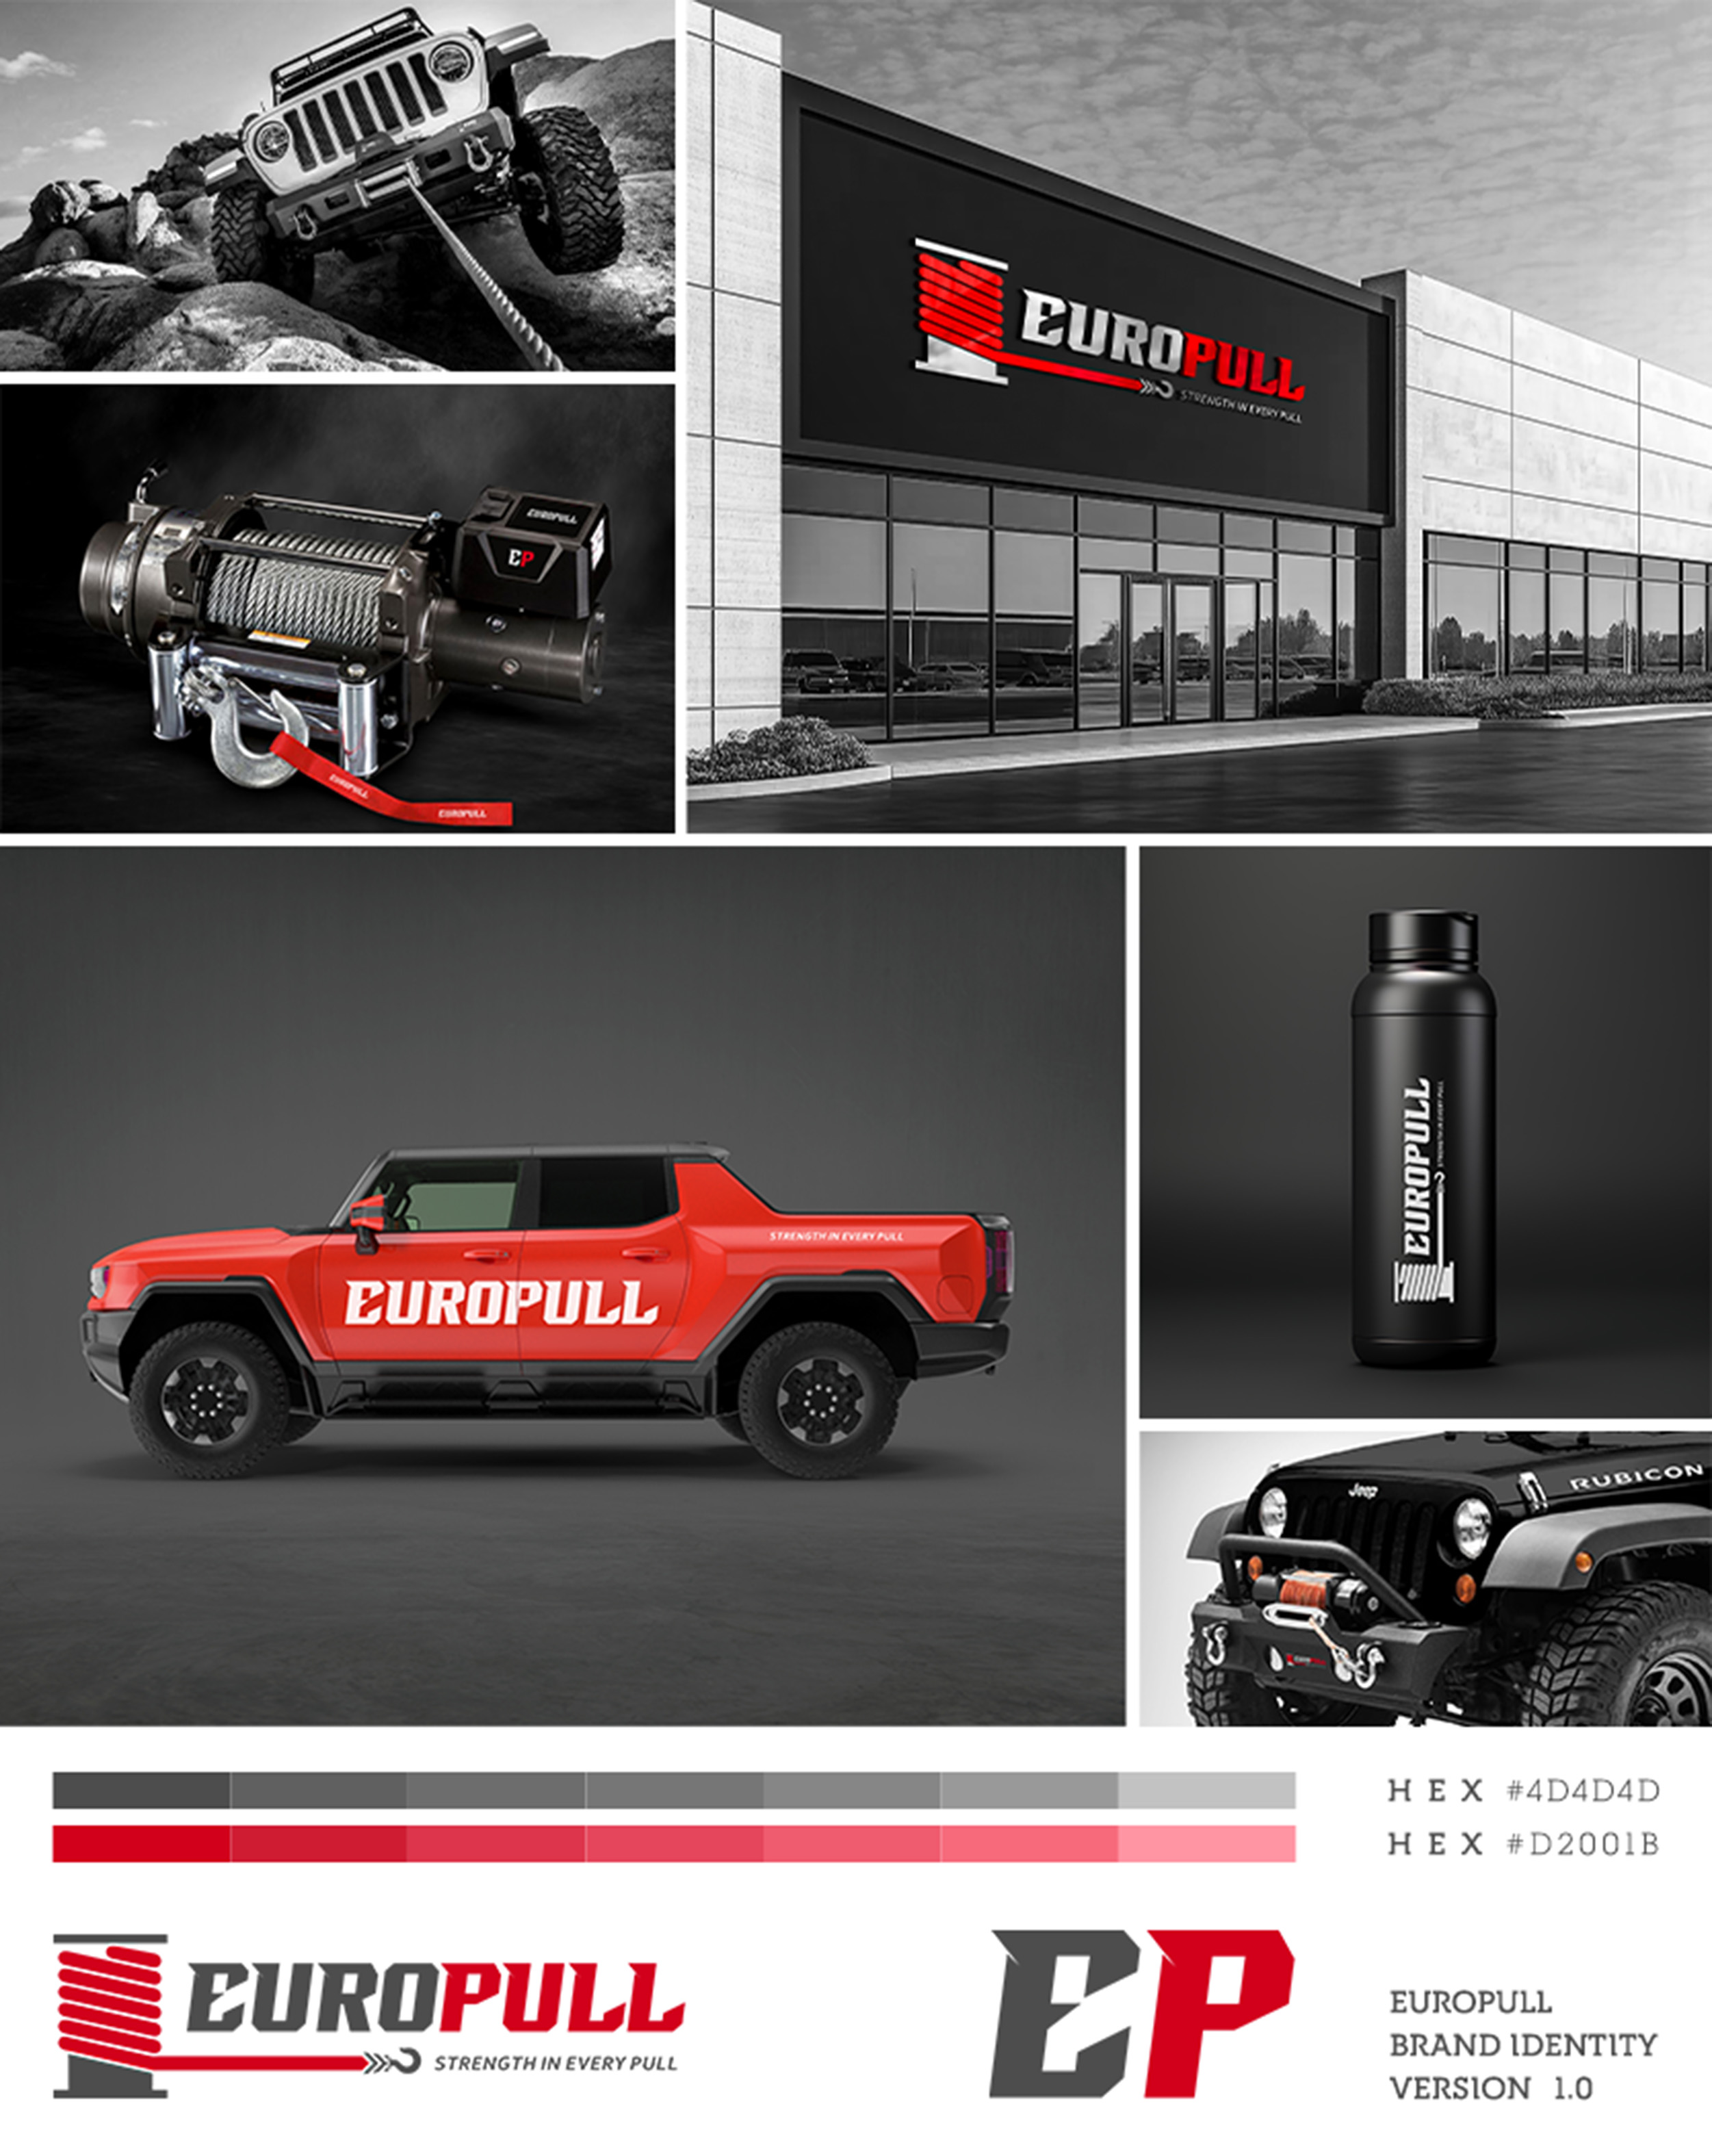 EUROPULL
STRENGTH IN EVERY PULL
EUROPULL
EP
EUROPULL
EUROPULL
STRENGTH IN EVERY PULL
EUROPULL
EUROPULL
STRENGTH IN EVERY PULL
Jeep
RUBICON
HEX #4D4D4D
HEX #D2001B
EUROPULL
STRENGTH IN EVERY PULL
EP
EUROPULL
BRAND IDENTITY
VERSION 1.0